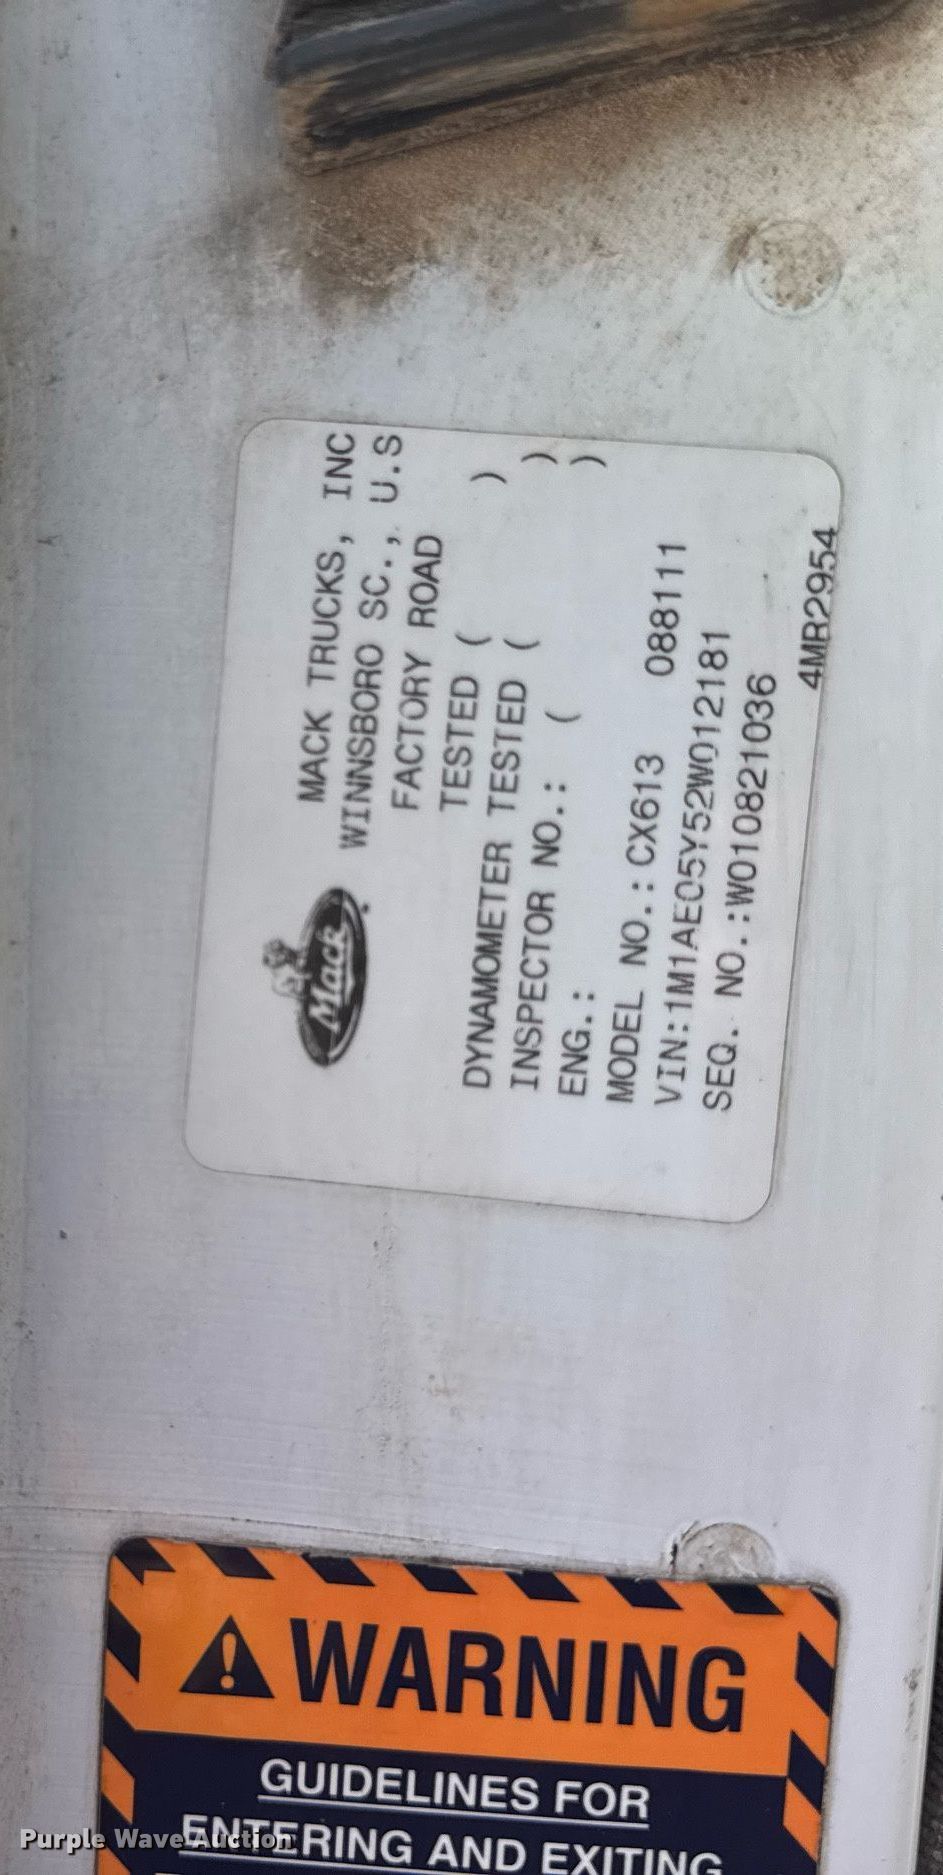 Mack
MACK TRUCKS, INC
WINNSBORO SC., U.S
FACTORY ROAD
TESTED ( )
DYNAMOMETER TESTED ( )
INSPECTOR NO.: ( )
ENG.:
MODEL NO.: CX613 088111
VIN:1M1AE05Y52W012181
SEQ. NO.:W010821036
4MR2954
WARNING
GUIDELINES FOR
ENTERING AND EXITING
Purple Wave Auction